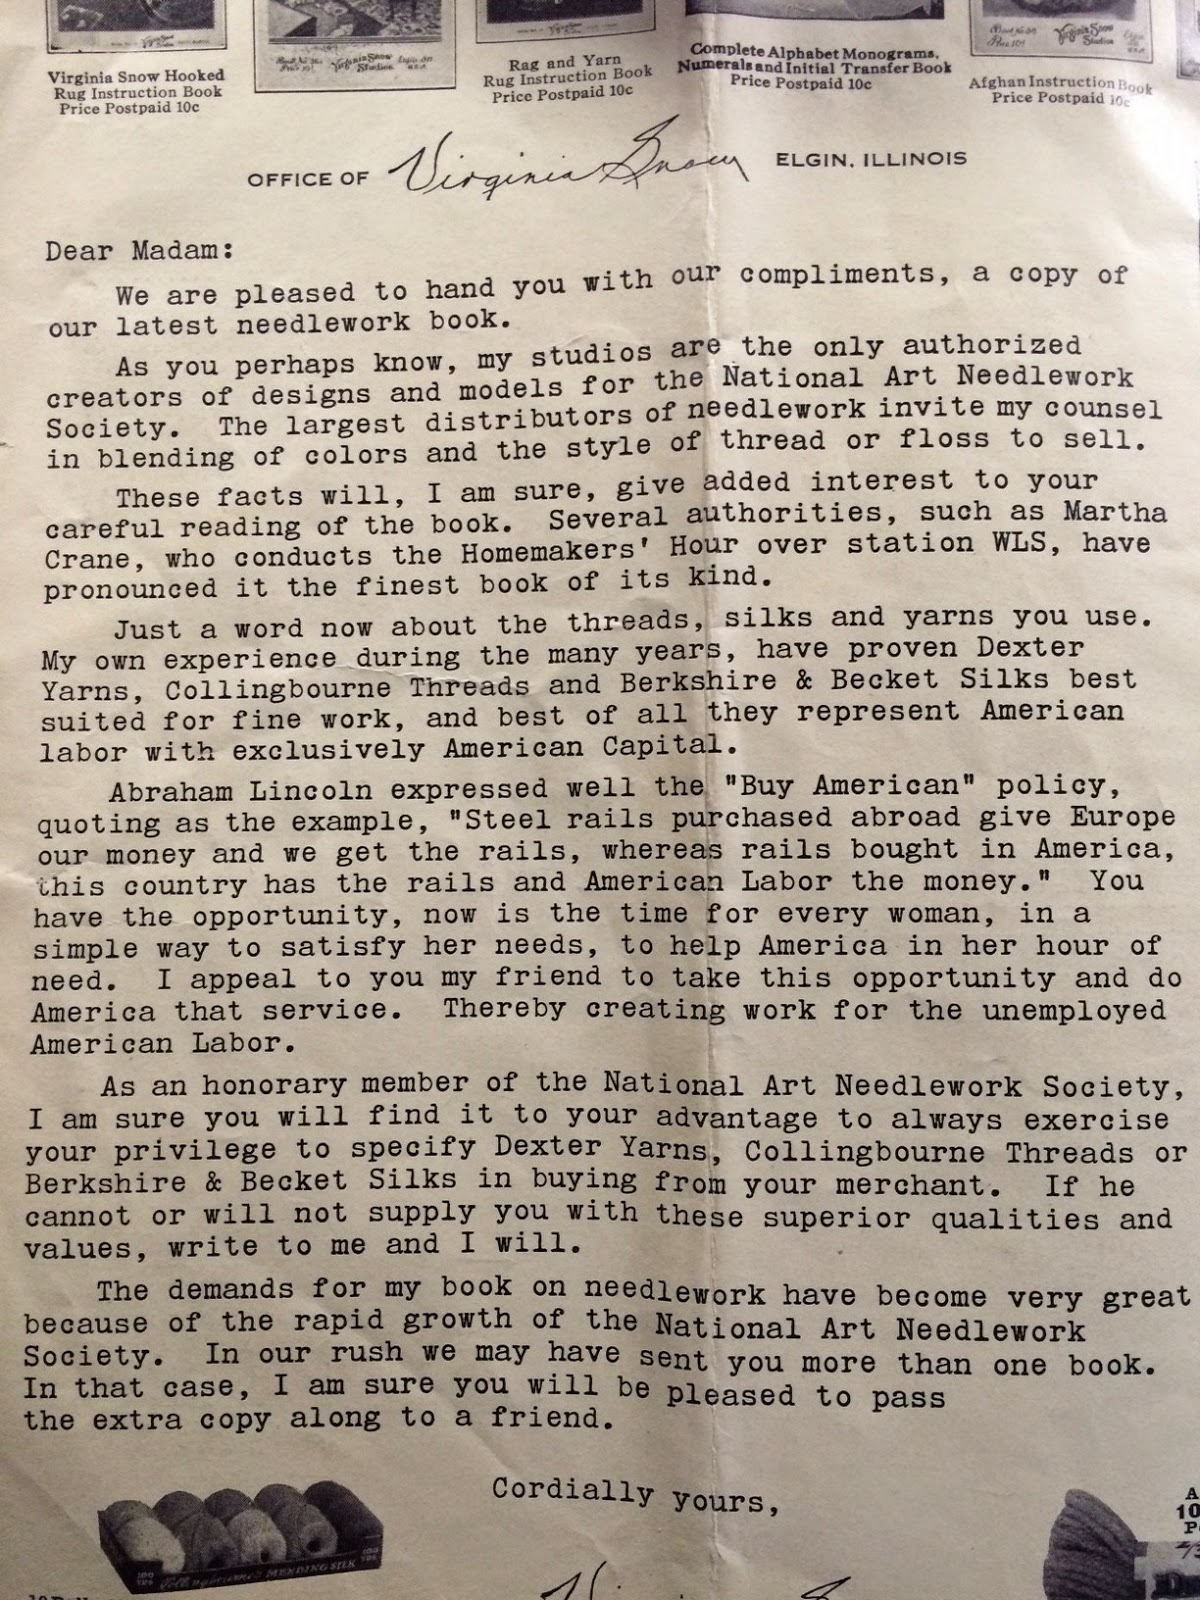 Virginia Snow Hooked
Rug Instruction Book
Price Postpaid 10c
Virginia Snow
Studios
Rag and Yarn
Rug Instruction Book
Price Postpaid 10c
Complete Alphabet Monograms,
Numerals and Initial Transfer Book
Price Postpaid 10c
Virginia Snow
Studios
Afghan Instruction Book
Price Postpaid 10c
OFFICE OF Virginia Snow ELGIN, ILLINOIS
Dear Madam:
We are pleased to hand you with our compliments, a copy of
our latest needlework book.
As you perhaps know, my studios are the only authorized
creators of designs and models for the National Art Needlework
Society. The largest distributors of needlework invite my counsel
in blending of colors and the style of thread or floss to sell.
These facts will, I am sure, give added interest to your
careful reading of the book. Several authorities, such as Martha
Crane, who conducts the Homemakers' Hour over station WLS, have
pronounced it the finest book of its kind.
Just a word now about the threads, silks and yarns you use.
My own experience during the many years, have proven Dexter
Yarns, Collingbourne Threads and Berkshire & Becket Silks best
suited for fine work, and best of all they represent American
labor with exclusively American Capital.
Abraham Lincoln expressed well the "Buy American" policy,
quoting as the example, "Steel rails purchased abroad give Europe
our money and we get the rails, whereas rails bought in America,
this country has the rails and American Labor the money." You
have the opportunity, now is the time for every woman, in a
simple way to satisfy her needs, to help America in her hour of
need. I appeal to you my friend to take this opportunity and do
America that service. Thereby creating work for the unemployed
American Labor.
As an honorary member of the National Art Needlework Society,
I am sure you will find it to your advantage to always exercise
your privilege to specify Dexter Yarns, Collingbourne Threads or
Berkshire & Becket Silks in buying from your merchant. If he
cannot or will not supply you with these superior qualities and
values, write to me and I will.
The demands for my book on needlework have become very great
because of the rapid growth of the National Art Needlework
Society. In our rush we may have sent you more than one book.
In that case, I am sure you will be pleased to pass
the extra copy along to a friend.
Cordially yours,
100
YDS
Collingbourne's MENDING SILK
100
YDS